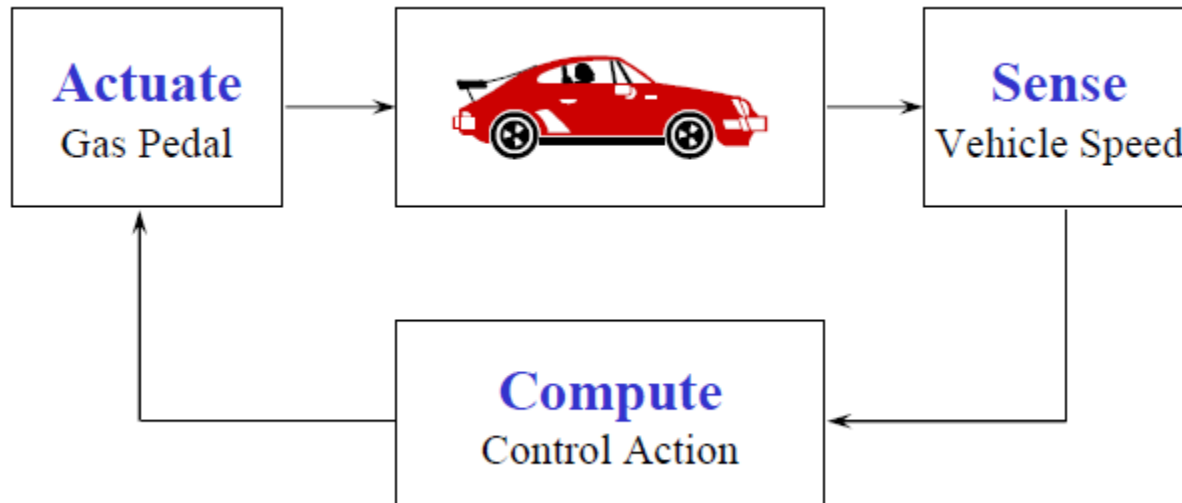 Actuate
Gas Pedal
Sense
Vehicle Speed
Compute
Control Action